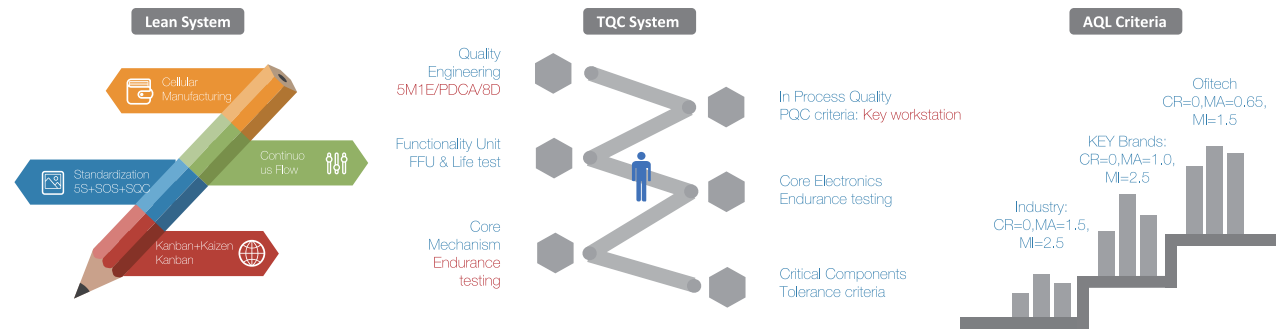 Lean System
Cellular
Manufacturing
Continuo
us Flow
Standardization
5S+SOS+SQC
Kanban+Kaizen
Kanban
TQC System
Quality
Engineering
5M1E/PDCA/8D
In Process Quality
PQC criteria: Key workstation
Functionality Unit
FFU & Life test
Core Electronics
Endurance testing
Core
Mechanism
Endurance
testing
Critical Components
Tolerance criteria
AQL Criteria
Ofitech
CR=0,MA=0.65,
MI=1.5
KEY Brands:
CR=0,MA=1.0,
MI=2.5
Industry:
CR=0,MA=1.5,
MI=2.5